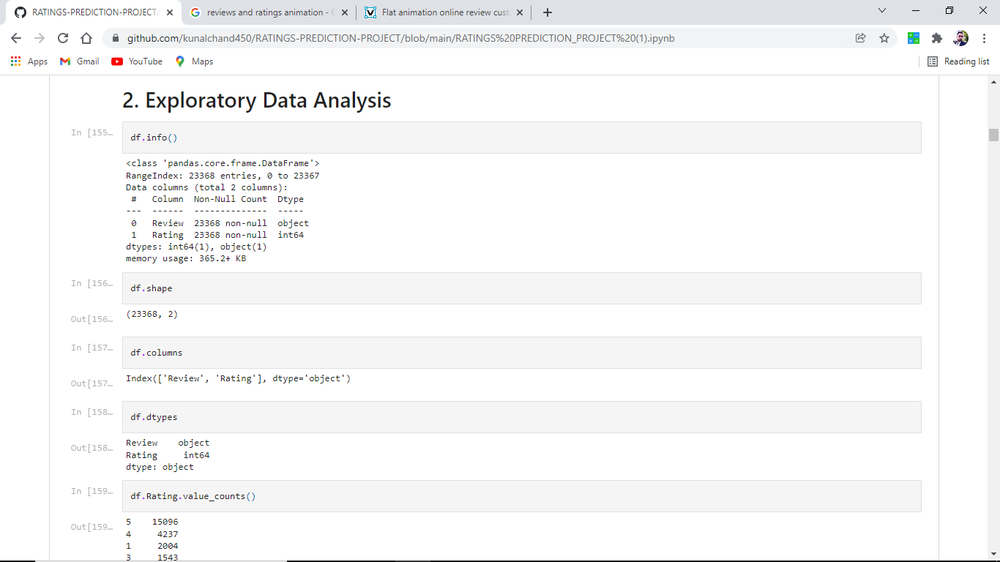 RATINGS-PREDICTION-PROJECT/
reviews and ratings animation - G
Flat animation online review cust
github.com/kunalchand450/RATINGS-PREDICTION-PROJECT/blob/main/RATINGS%20PREDICTION_PROJECT%20(1).ipynb
Apps Gmail YouTube Maps Reading list
2. Exploratory Data Analysis
In [155… df.info()
<class 'pandas.core.frame.DataFrame'>
RangeIndex: 23368 entries, 0 to 23367
Data columns (total 2 columns):
 #   Column  Non-Null Count  Dtype
---  ------  --------------  -----
 0   Review  23368 non-null  object
 1   Rating  23368 non-null  int64
dtypes: int64(1), object(1)
memory usage: 365.2+ KB
In [156… df.shape
Out[156… (23368, 2)
In [157… df.columns
Out[157… Index(['Review', 'Rating'], dtype='object')
In [158… df.dtypes
Out[158… Review    object
Rating     int64
dtype: object
In [159… df.Rating.value_counts()
Out[159… 5    15096
4     4237
1     2004
3     1543